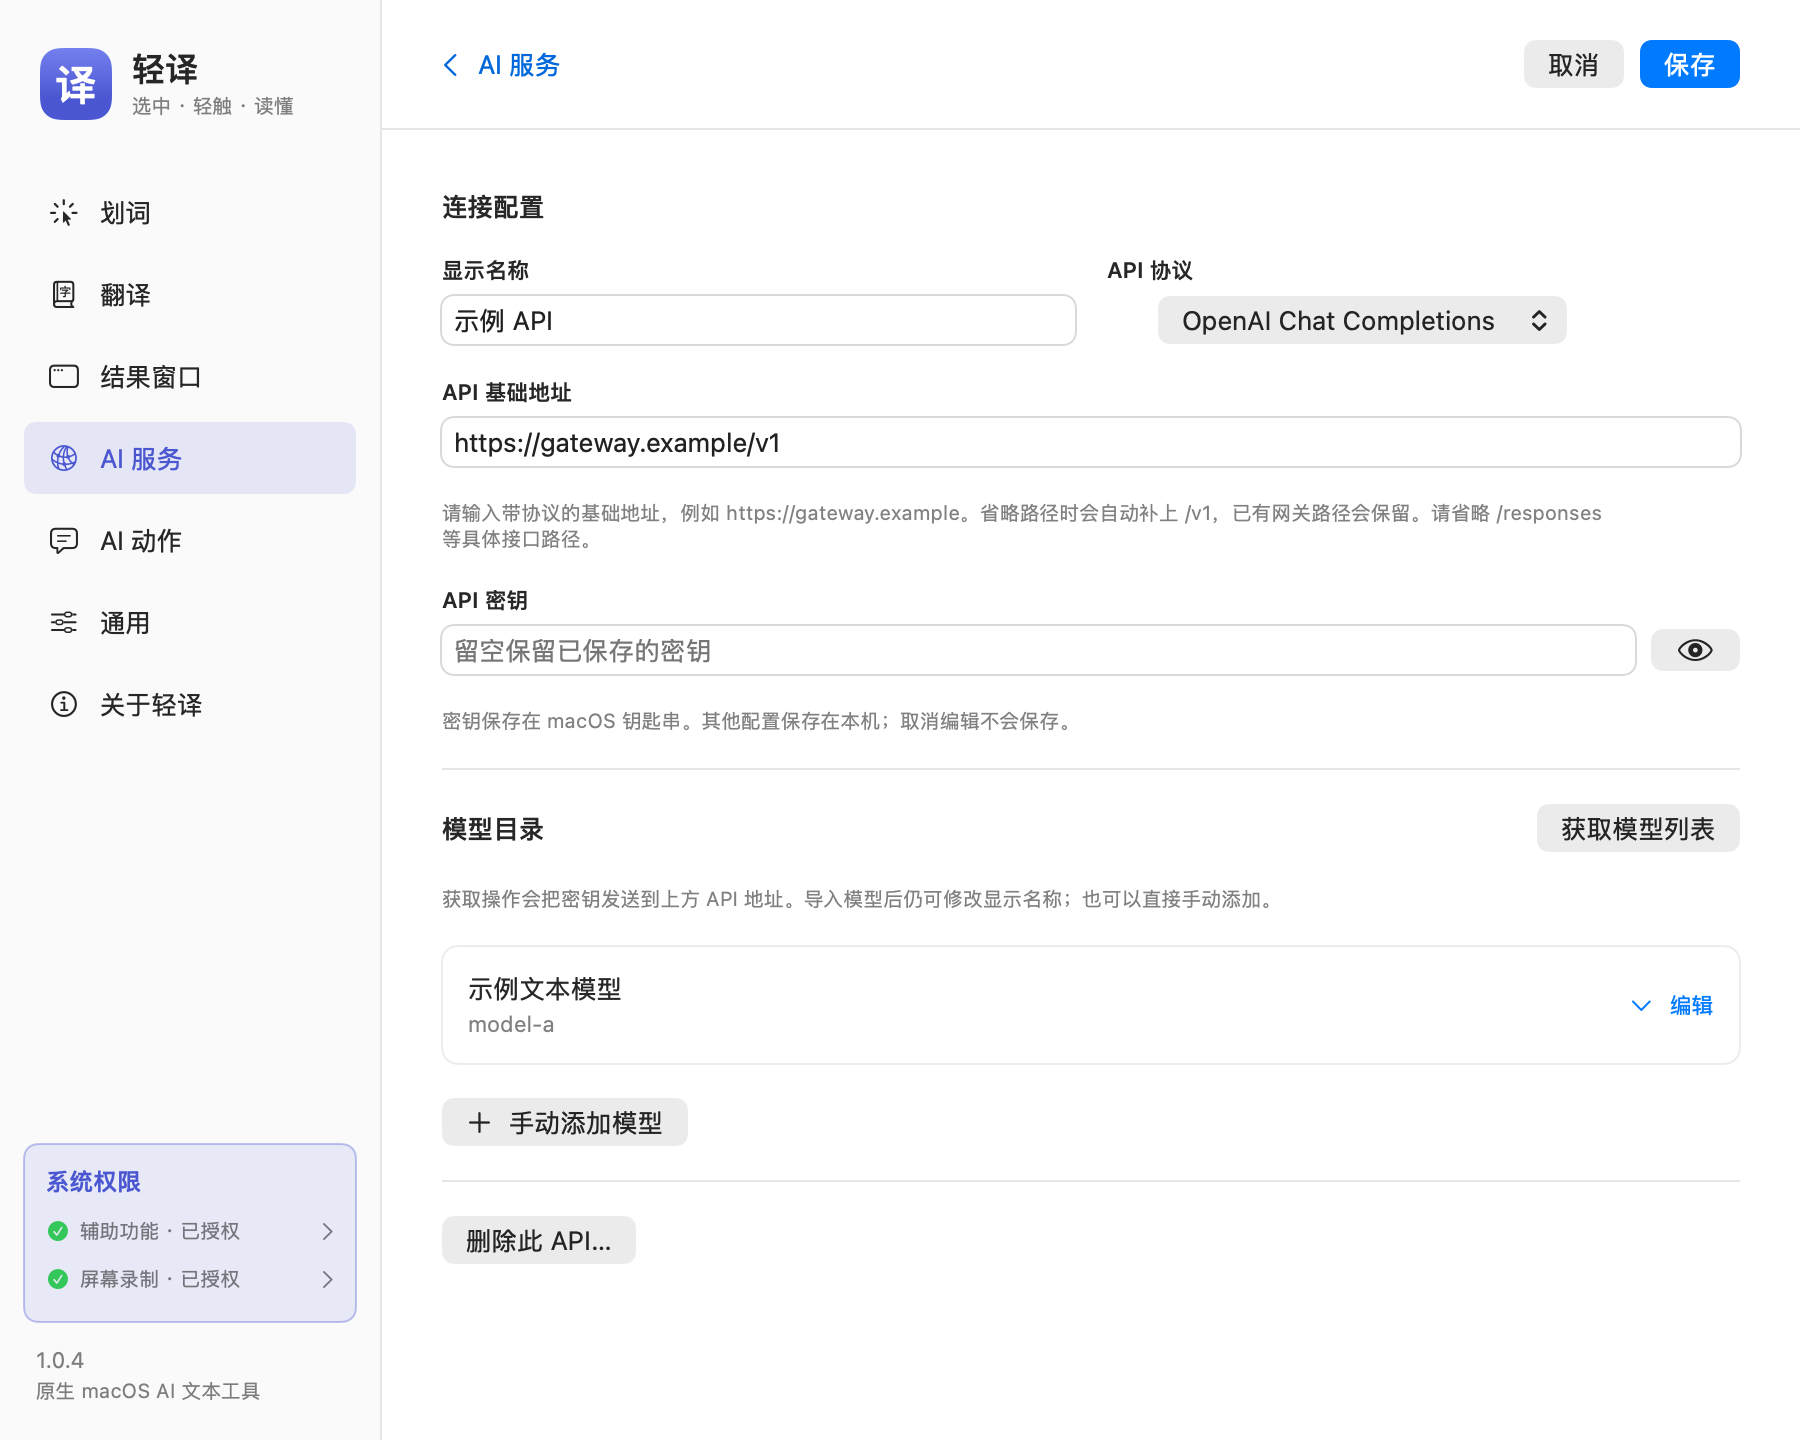 译
轻译
选中 · 轻触 · 读懂
划词
翻译
结果窗口
AI 服务
AI 动作
通用
关于轻译
系统权限
辅助功能 · 已授权
屏幕录制 · 已授权
1.0.4
原生 macOS AI 文本工具
AI 服务
取消
保存
连接配置
显示名称
API 协议
示例 API
OpenAI Chat Completions
API 基础地址
https://gateway.example/v1
请输入带协议的基础地址，例如 https://gateway.example。省略路径时会自动补上 /v1，已有网关路径会保留。请省略 /responses
等具体接口路径。
API 密钥
留空保留已保存的密钥
密钥保存在 macOS 钥匙串。其他配置保存在本机；取消编辑不会保存。
模型目录
获取模型列表
获取操作会把密钥发送到上方 API 地址。导入模型后仍可修改显示名称；也可以直接手动添加。
示例文本模型
model-a
编辑
手动添加模型
删除此 API...